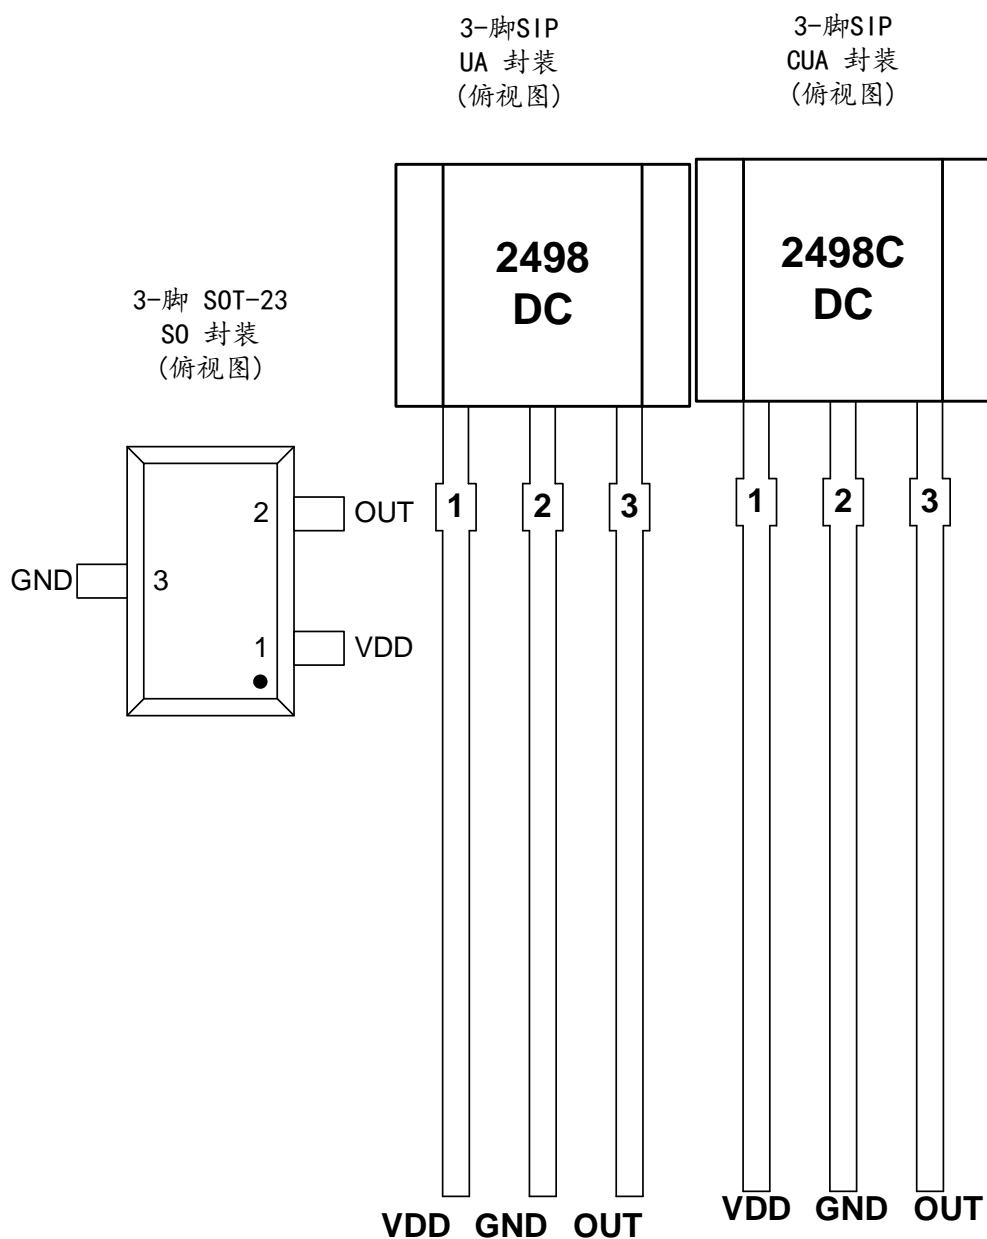 3-脚SIP
UA 封装
(俯视图)
3-脚SIP
CUA 封装
(俯视图)
2498
DC
2498C
DC
3-脚 SOT-23
SO 封装
(俯视图)
2
OUT
GND
3
1
VDD
1
2
3
1
2
3
VDD GND OUT
VDD GND OUT